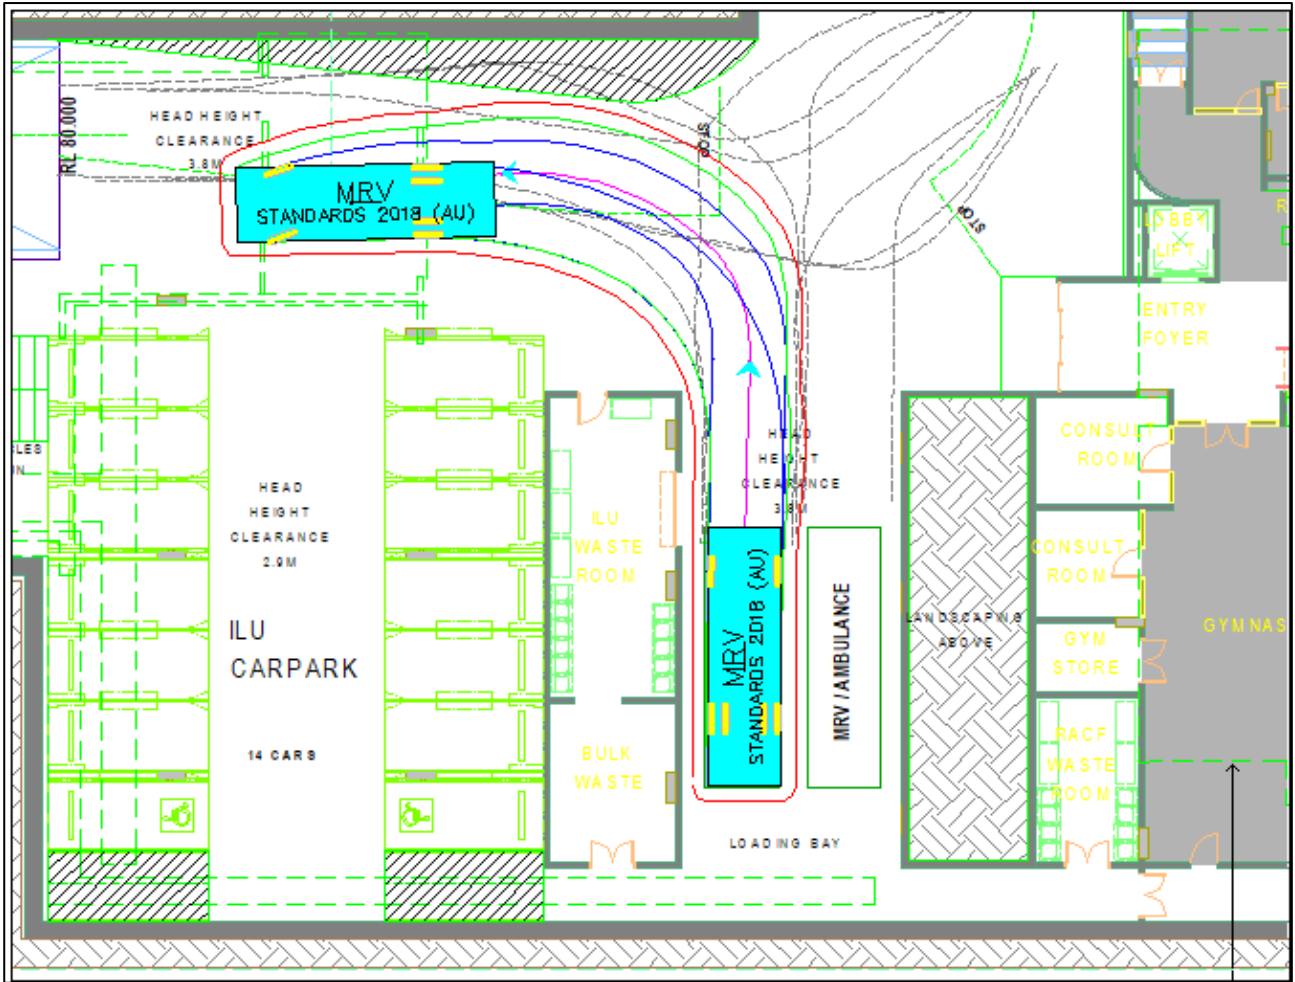 HEAD HEIGHT
CLEARANCE
3.8M
RL 80.000
MRV
STANDARDS 2018 (AU)
STOP
STOP
LOBBY
LIFT
ENTRY
FOYER
HEAD
HEIGHT
CLEARANCE
3.8M
CONSULT
ROOM
HEAD
HEIGHT
CLEARANCE
2.9M
ILU
WASTE
ROOM
CONSULT
ROOM
MRV
STANDARDS 2018 (AU)
MRV / AMBULANCE
LANDSCAPING
ABOVE
GYM
STORE
GYMNAS
ILU
CARPARK
14 CARS
BULK
WASTE
RACF
WASTE
ROOM
LOADING BAY